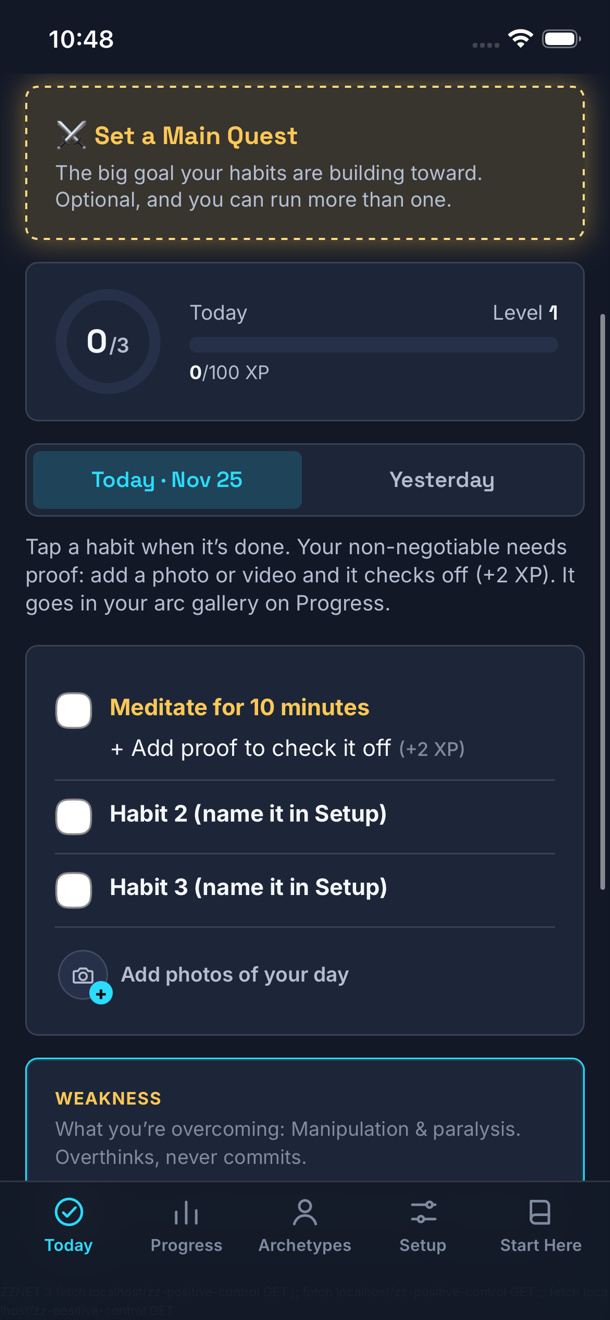 10:48
Set a Main Quest
The big goal your habits are building toward.
Optional, and you can run more than one.
0/3
Today
Level 1
0/100 XP
Today · Nov 25
Yesterday
Tap a habit when it’s done. Your non-negotiable needs
proof: add a photo or video and it checks off (+2 XP). It
goes in your arc gallery on Progress.
Meditate for 10 minutes
+ Add proof to check it off (+2 XP)
Habit 2 (name it in Setup)
Habit 3 (name it in Setup)
Add photos of your day
WEAKNESS
What you’re overcoming: Manipulation & paralysis.
Overthinks, never commits.
Today
Progress
Archetypes
Setup
Start Here